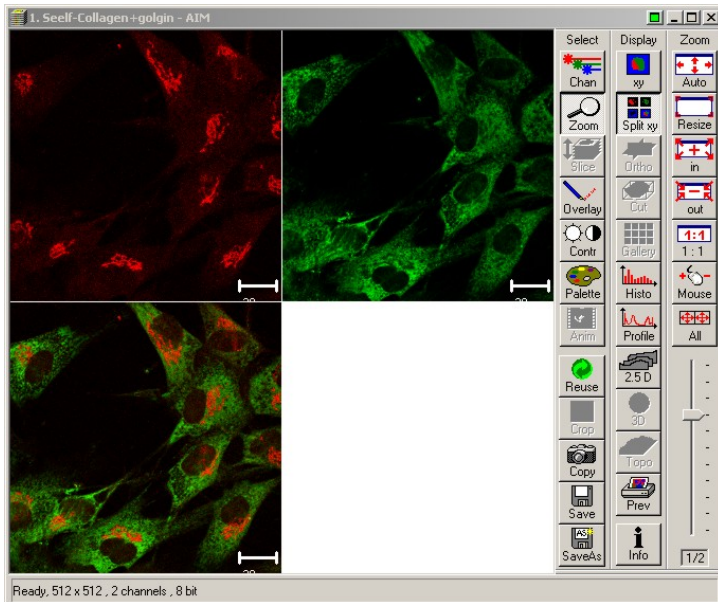 1. Seelf-Collagen+golgin - AIM
Select Display Zoom
Chan xy Auto
Zoom Split xy Resize
Slice Ortho in
Overlay Cut out
1:1
Contr Gallery 1 : 1
Palette Histo Mouse
Anim Profile All
Reuse 2.5 D
Crop 3D
Copy Topo
Save Prev
AS
SaveAs Info 1/2
Ready, 512 x 512 , 2 channels , 8 bit